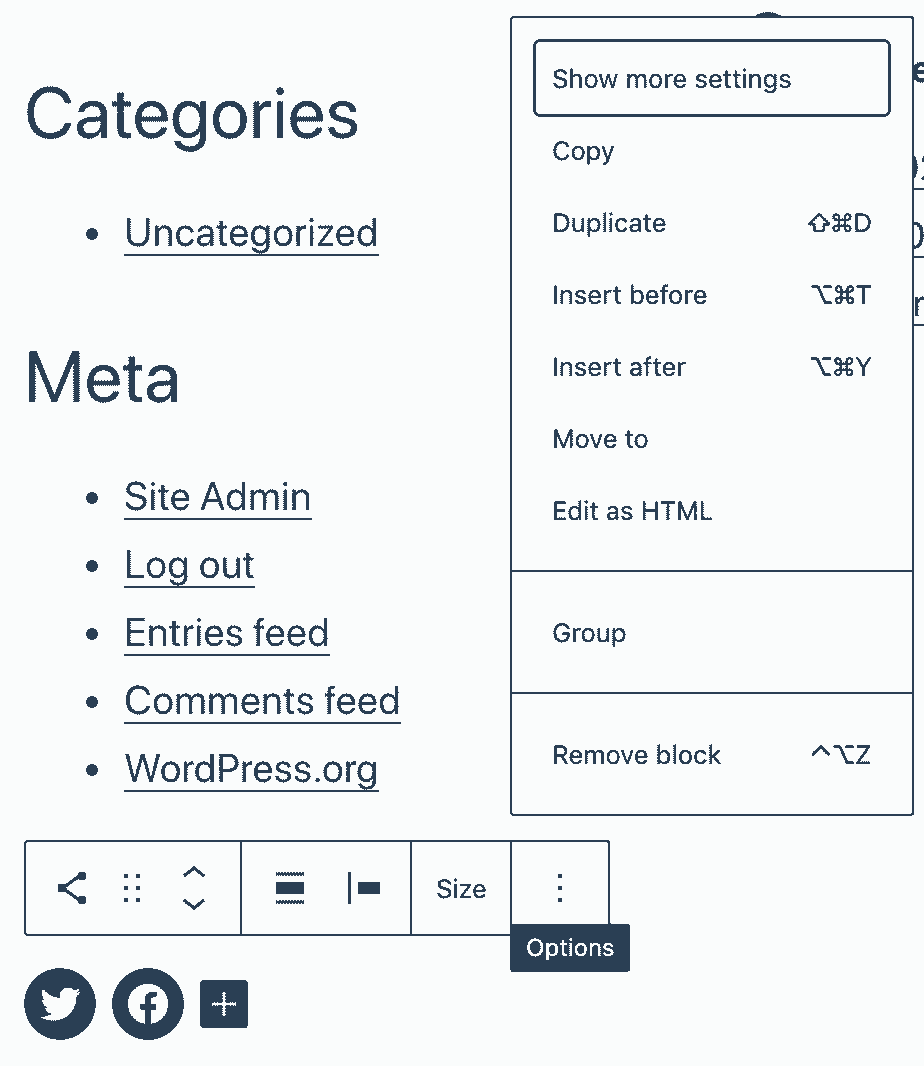 Categories
Uncategorized
Meta
Site Admin
Log out
Entries feed
Comments feed
WordPress.org
Show more settings
Copy
Duplicate ⇧⌘D
Insert before ⌥⌘T
Insert after ⌥⌘Y
Move to
Edit as HTML
Group
Remove block ^⌥Z
Size
Options